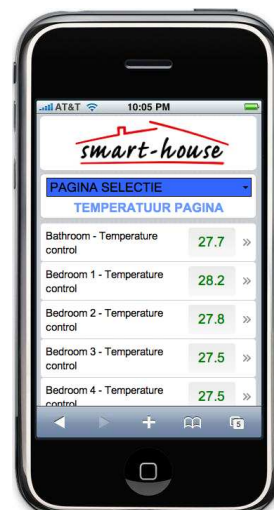 AT&T 10:05 PM
smart-house
PAGINA SELECTIE
TEMPERATUUR PAGINA
Bathroom - Temperature
control
27.7 »
Bedroom 1 - Temperature
control
28.2 »
Bedroom 2 - Temperature
control
27.8 »
Bedroom 3 - Temperature
control
27.5 »
Bedroom 4 - Temperature
control
27.5 »
5